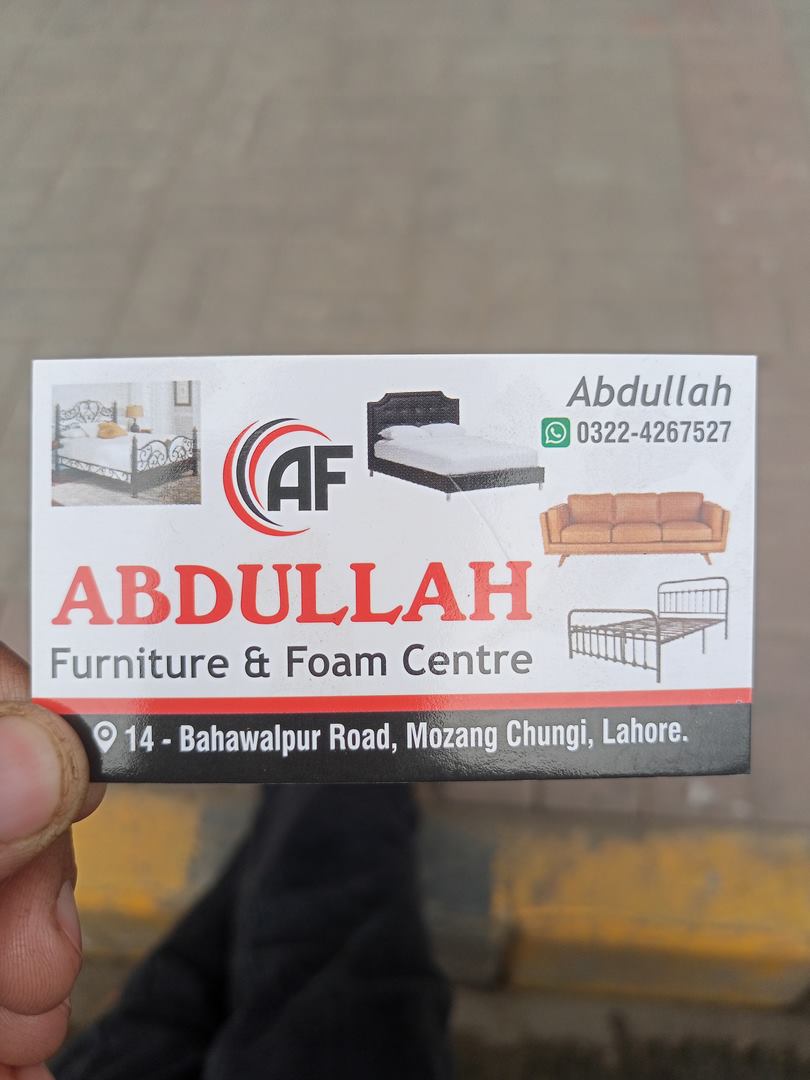 Abdullah
0322-4267527
AF
ABDULLAH
Furniture & Foam Centre
14 - Bahawalpur Road, Mozang Chungi, Lahore.